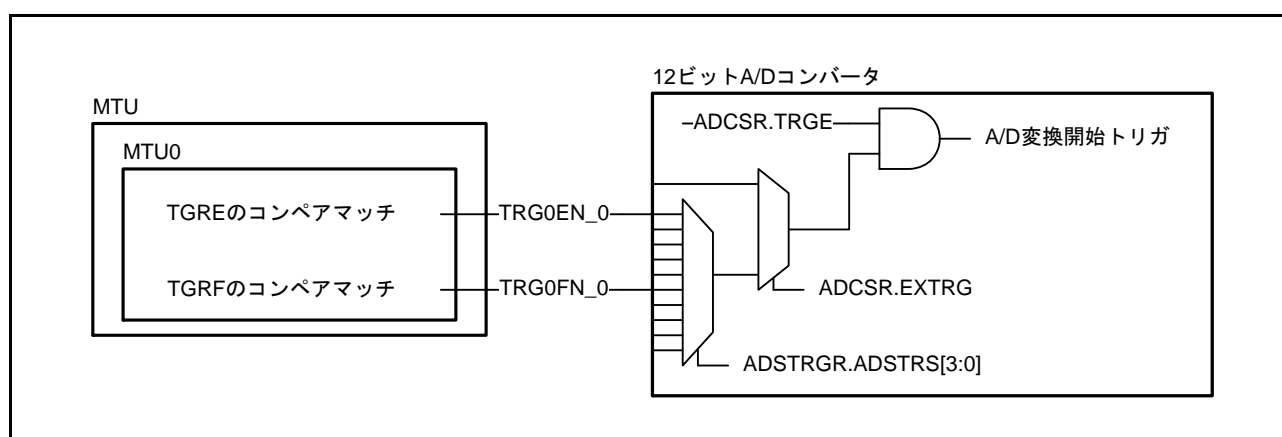 12ビットA/Dコンバータ
MTU
–ADCSR.TRGE
A/D変換開始トリガ
MTU0
TGREのコンペアマッチ
TRG0EN_0
TGRFのコンペアマッチ
TRG0FN_0
ADCSR.EXTRG
ADSTRGR.ADSTRS[3:0]